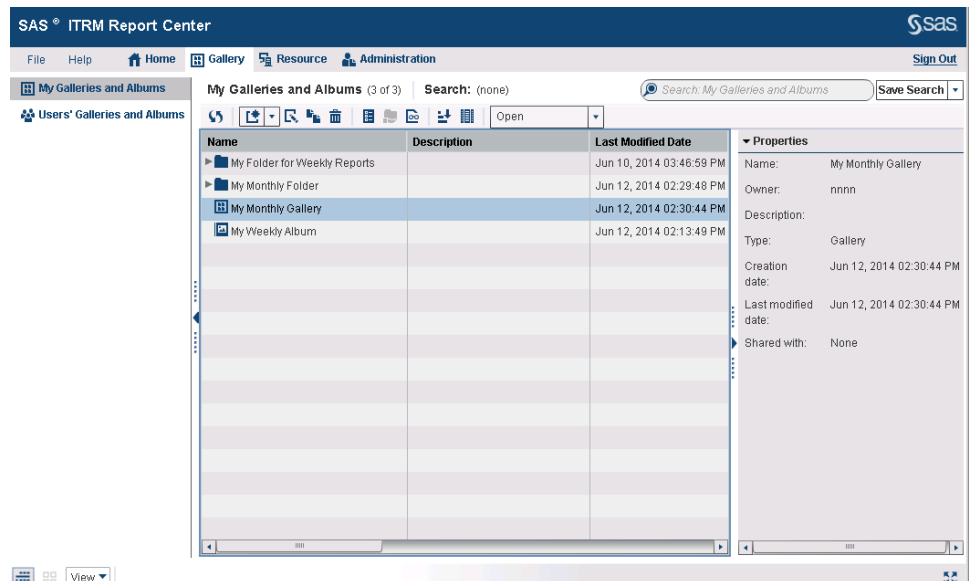 SAS ® ITRM Report Center
sas
File Help Home Gallery Resource Administration Sign Out
My Galleries and Albums
Users' Galleries and Albums
My Galleries and Albums (3 of 3) Search: (none) Search: My Galleries and Albums Save Search
Open
Name Description Last Modified Date
My Folder for Weekly Reports Jun 10, 2014 03:46:59 PM
My Monthly Folder Jun 12, 2014 02:29:48 PM
My Monthly Gallery Jun 12, 2014 02:30:44 PM
My Weekly Album Jun 12, 2014 02:13:49 PM
Properties
Name: My Monthly Gallery
Owner: nnnn
Description:
Type: Gallery
Creation date: Jun 12, 2014 02:30:44 PM
Last modified date: Jun 12, 2014 02:30:44 PM
Shared with: None
View